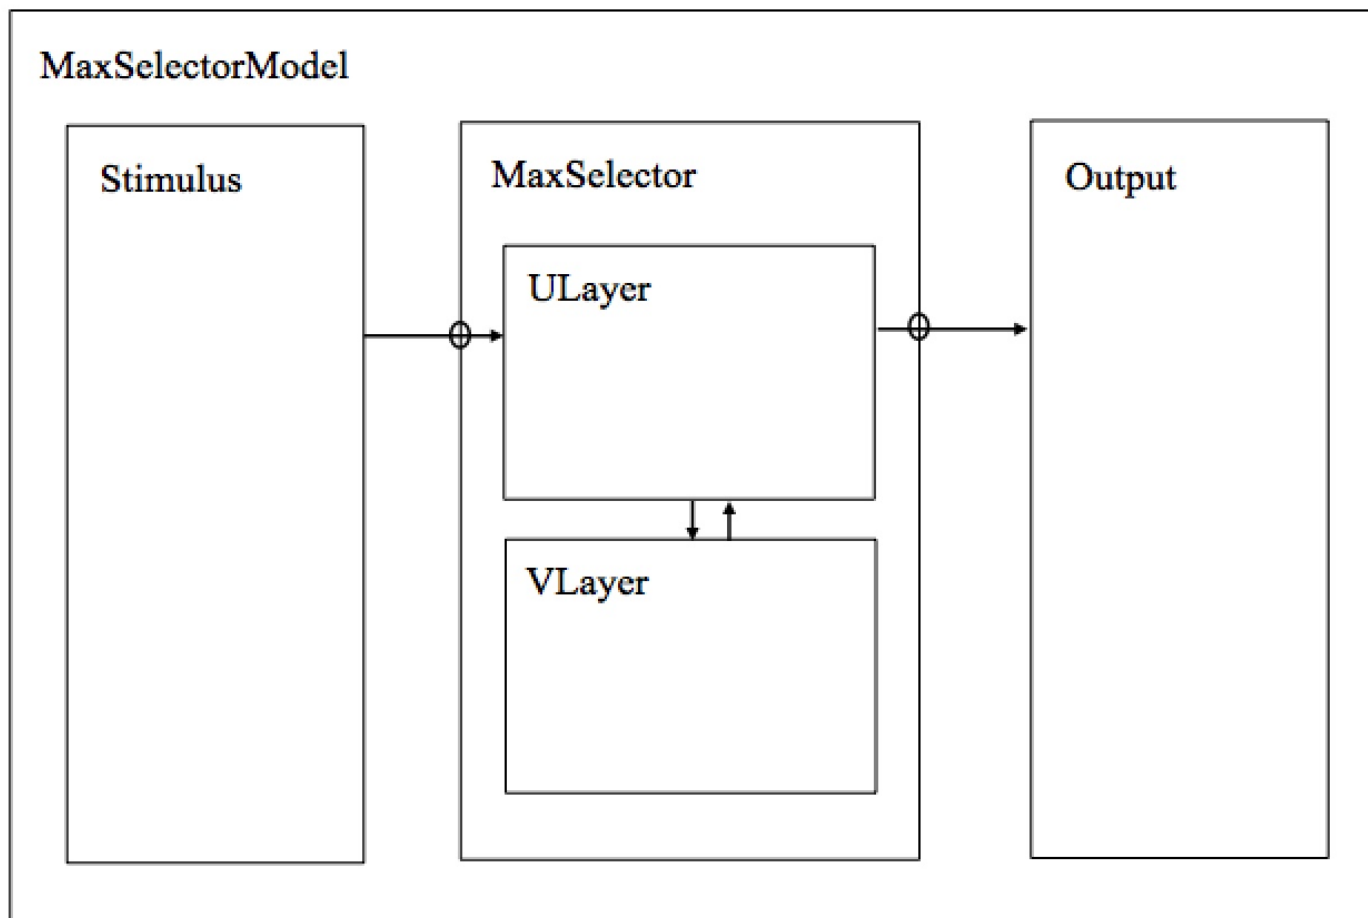 MaxSelectorModel
Stimulus
MaxSelector
Output
ULayer
VLayer